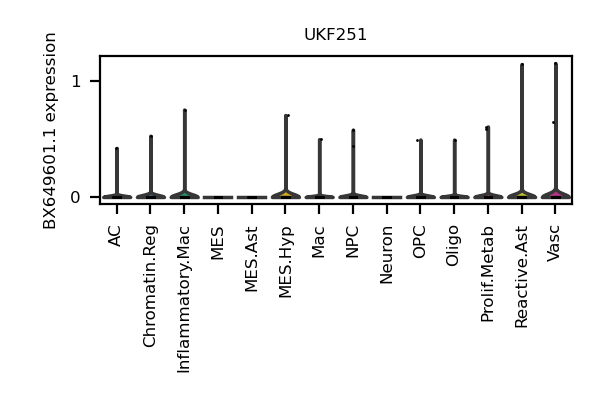 UKF251
BX649601.1 expression
1
0
AC
Chromatin.Reg
Inflammatory.Mac
MES
MES.Ast
MES.Hyp
Mac
NPC
Neuron
OPC
Oligo
Prolif.Metab
Reactive.Ast
Vasc